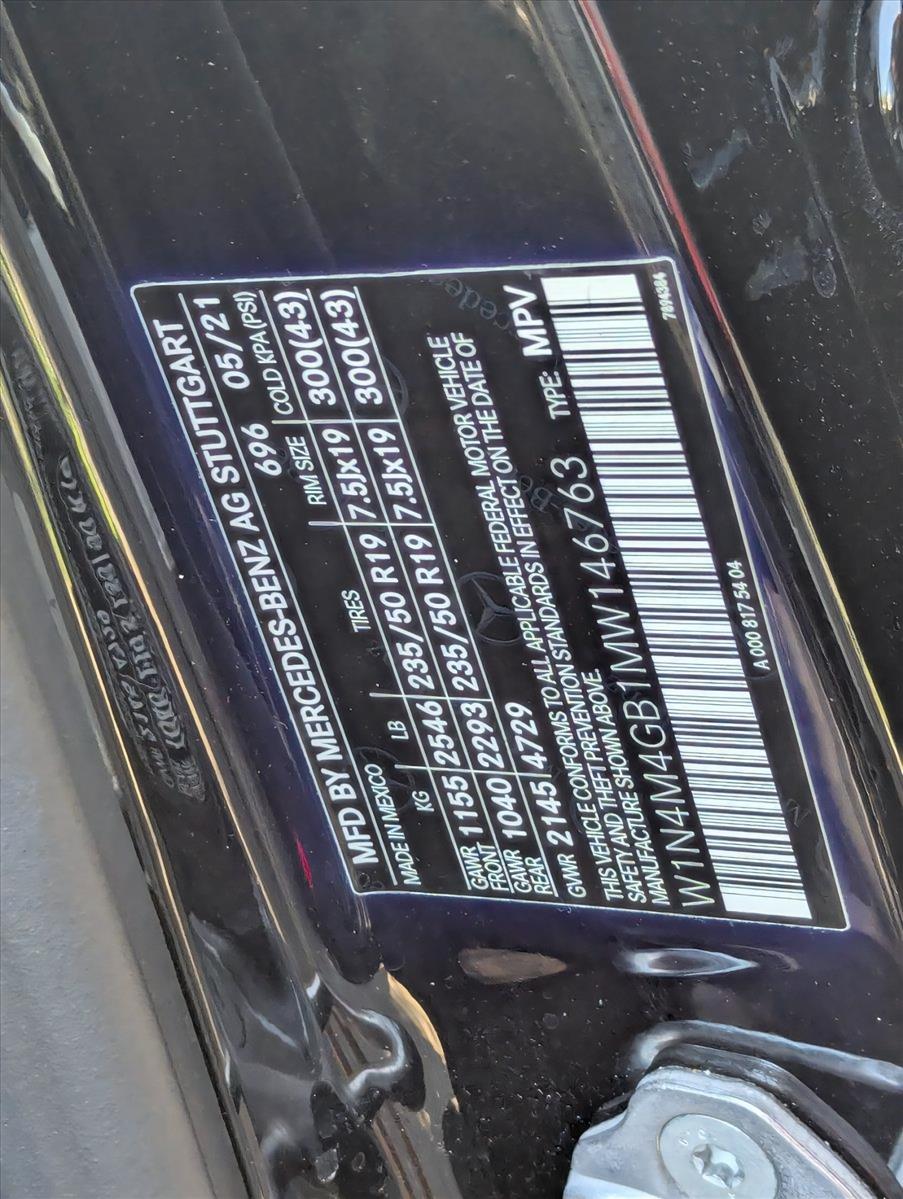 MFD BY MERCEDES-BENZ AG STUTTGART
MADE IN MEXICO 696 05/21
KG LB TIRES RIM SIZE COLD KPA (PSI)
GAWR FRONT 1155 2546 235/50 R19 7.5Jx19 300(43)
GAWR REAR 1040 2293 235/50 R19 7.5Jx19 300(43)
GVWR 2145 4729
THIS VEHICLE CONFORMS TO ALL APPLICABLE FEDERAL MOTOR VEHICLE
SAFETY AND THEFT PREVENTION STANDARDS IN EFFECT ON THE DATE OF
MANUFACTURE SHOWN ABOVE.
W1N4M4GB1MW146763 TYPE: MPV
A 000 817 54 04
7094384